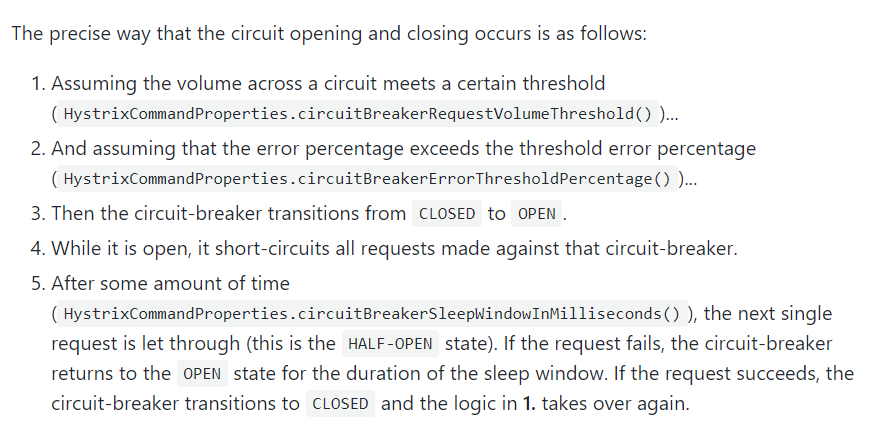 The precise way that the circuit opening and closing occurs is as follows:
1. Assuming the volume across a circuit meets a certain threshold
( HystrixCommandProperties.circuitBreakerRequestVolumeThreshold() )...
2. And assuming that the error percentage exceeds the threshold error percentage
( HystrixCommandProperties.circuitBreakerErrorThresholdPercentage() )...
3. Then the circuit-breaker transitions from CLOSED to OPEN .
4. While it is open, it short-circuits all requests made against that circuit-breaker.
5. After some amount of time
( HystrixCommandProperties.circuitBreakerSleepWindowInMilliseconds() ), the next single
request is let through (this is the HALF-OPEN state). If the request fails, the circuit-breaker
returns to the OPEN state for the duration of the sleep window. If the request succeeds, the
circuit-breaker transitions to CLOSED and the logic in 1. takes over again.